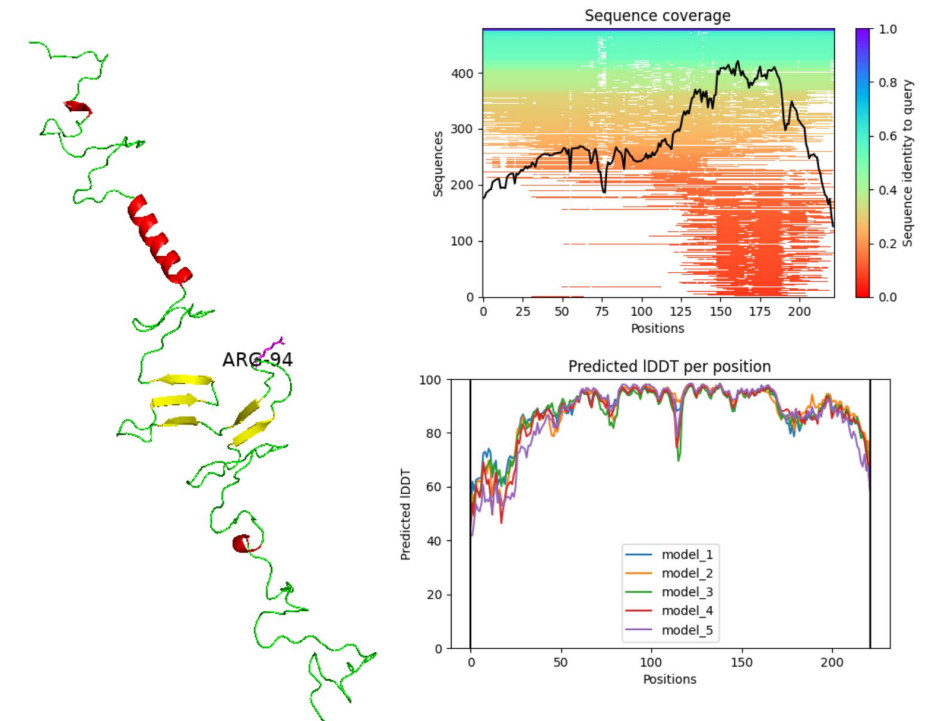 ARG-94
Sequence coverage
Sequences
400
300
200
100
0
0 25 50 75 100 125 150 175 200
Positions
1.0
0.8
0.6
0.4
0.2
0.0
Sequence identity to query
Predicted lDDT per position
Predicted lDDT
100
80
60
40
20
0
model_1
model_2
model_3
model_4
model_5
0 50 100 150 200
Positions